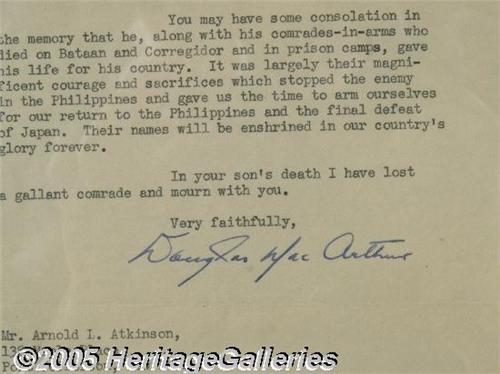 You may have some consolation in
the memory that he, along with his comrades-in-arms who
died on Bataan and Corregidor and in prison camps, gave
his life for his country. It was largely their magni-
ficent courage and sacrifices which stopped the enemy
in the Philippines and gave us the time to arm ourselves
for our return to the Philippines and the final defeat
of Japan. Their names will be enshrined in our country's
glory forever.
In your son's death I have lost
a gallant comrade and mourn with you.
Very faithfully,
Douglas MacArthur
Mr. Arnold L. Atkinson,
©2005 HeritageGalleries